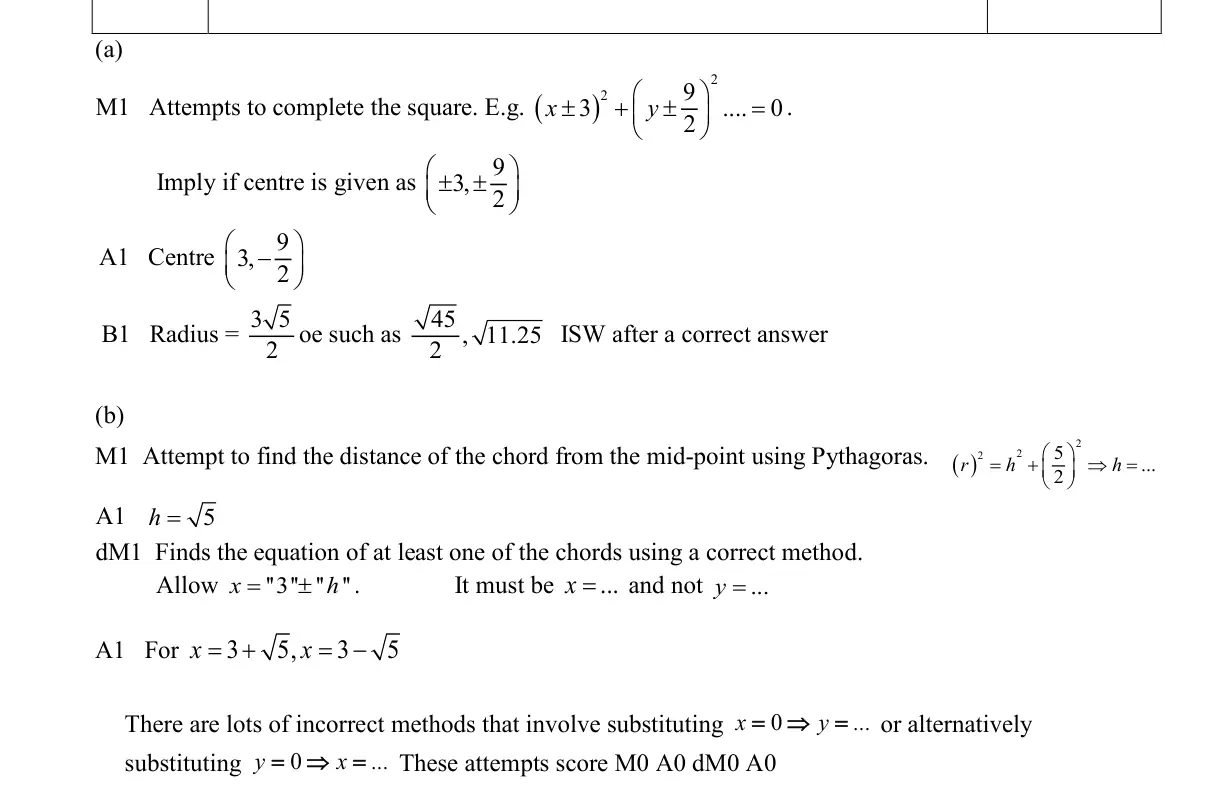 (a)
M1 Attempts to complete the square. E.g. (x ± 3)² + (y ± 9/2)² .... = 0 .
Imply if centre is given as (±3, ± 9/2)
A1 Centre (3, − 9/2)
B1 Radius = 3√5/2 oe such as √45/2 , √11.25 ISW after a correct answer
(b)
M1 Attempt to find the distance of the chord from the mid-point using Pythagoras. (r)² = h² + (5/2)² ⇒ h = ...
A1 h = √5
dM1 Finds the equation of at least one of the chords using a correct method.
Allow x = "3" ± "h" . It must be x = ... and not y = ...
A1 For x = 3 + √5, x = 3 − √5
There are lots of incorrect methods that involve substituting x = 0 ⇒ y = ... or alternatively
substituting y = 0 ⇒ x = ... These attempts score M0 A0 dM0 A0